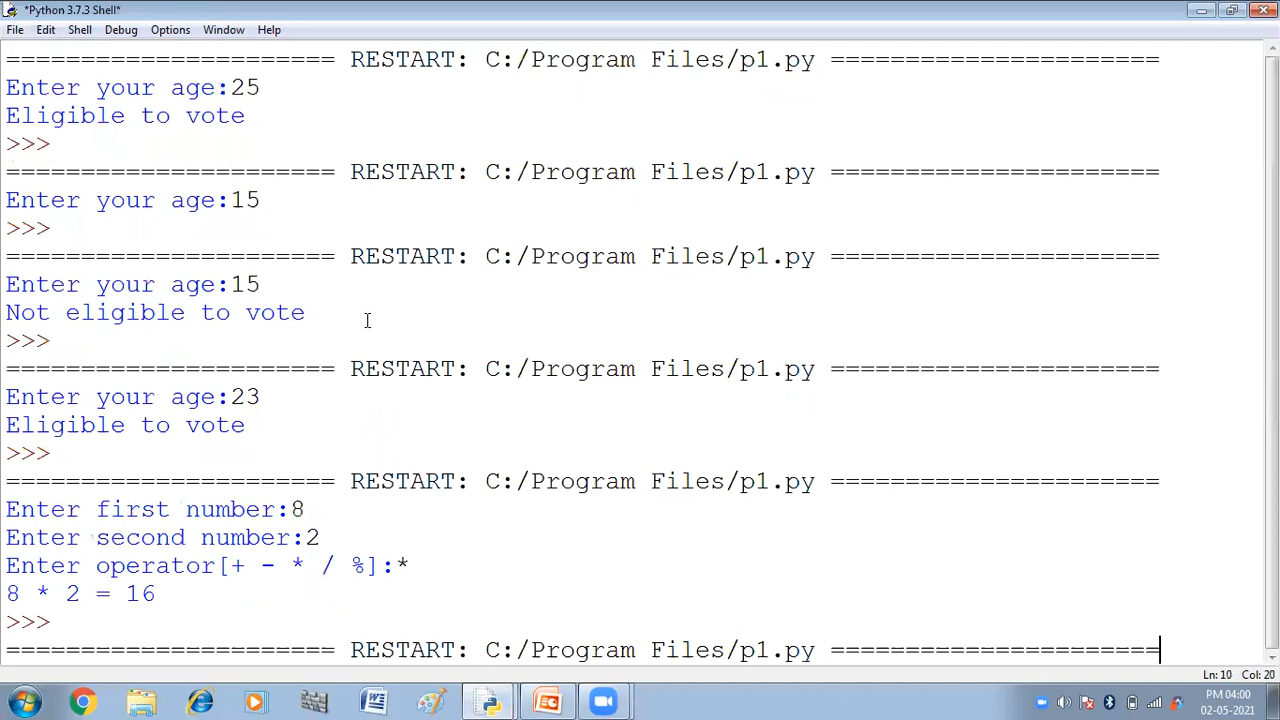 *Python 3.7.3 Shell*
File Edit Shell Debug Options Window Help
====================== RESTART: C:/Program Files/p1.py ======================
Enter your age:25
Eligible to vote
>>>
====================== RESTART: C:/Program Files/p1.py ======================
Enter your age:15
>>>
====================== RESTART: C:/Program Files/p1.py ======================
Enter your age:15
Not eligible to vote
>>>
====================== RESTART: C:/Program Files/p1.py ======================
Enter your age:23
Eligible to vote
>>>
====================== RESTART: C:/Program Files/p1.py ======================
Enter first number:8
Enter second number:2
Enter operator[+ - * / %]:*
8 * 2 = 16
>>>
====================== RESTART: C:/Program Files/p1.py ======================
Ln: 10 Col: 20
PM 04:00
02-05-2021